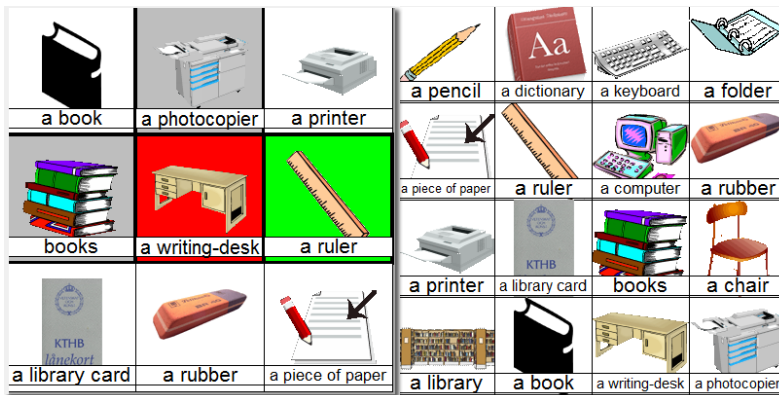 a book a photocopier a printer
books a writing-desk a ruler
KTHB
lånekort
a library card a rubber a piece of paper
Aa
a pencil a dictionary a keyboard a folder
a piece of paper a ruler a computer a rubber
KTHB
a printer a library card books a chair
a library a book a writing-desk a photocopier